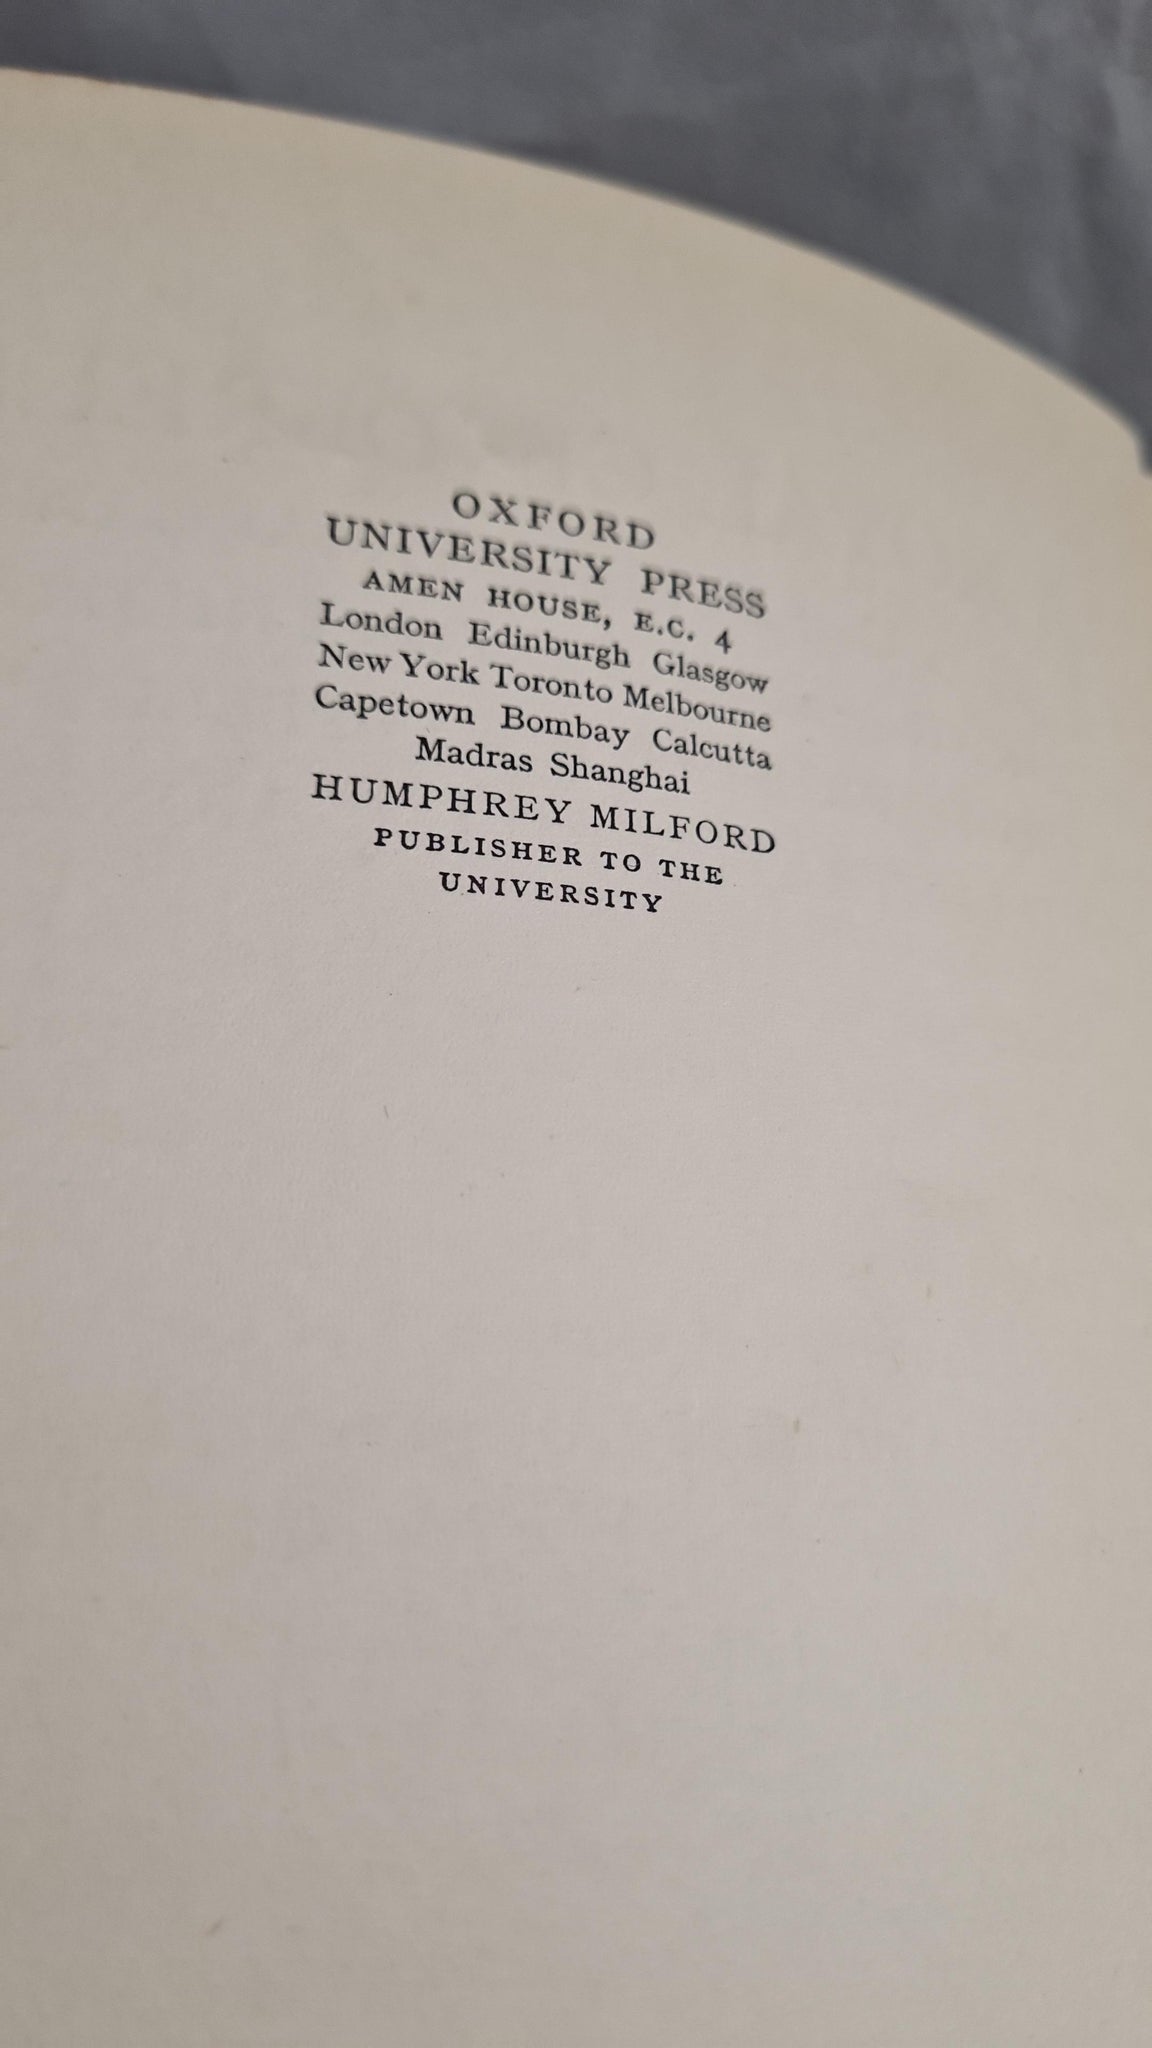 OXFORD
UNIVERSITY PRESS
AMEN HOUSE, E.C. 4
London Edinburgh Glasgow
New York Toronto Melbourne
Capetown Bombay Calcutta
Madras Shanghai
HUMPHREY MILFORD
PUBLISHER TO THE
UNIVERSITY